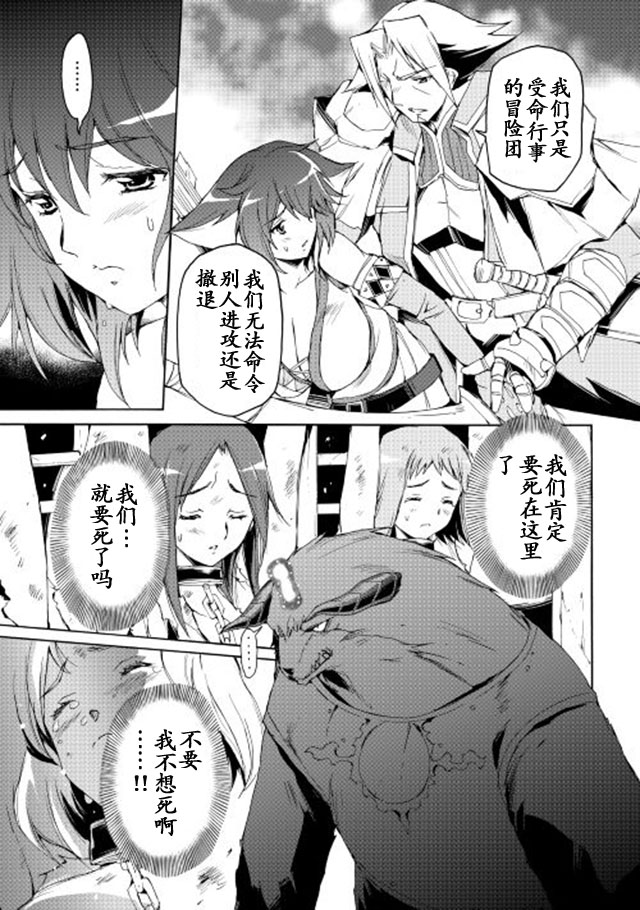 我们只是
受命行事
的冒险团
……
我们无法命令
别人进攻还是
撤退
我们肯定
要死在这里
了
我们…
就要死了吗
……
不要
我不想死啊
……!!